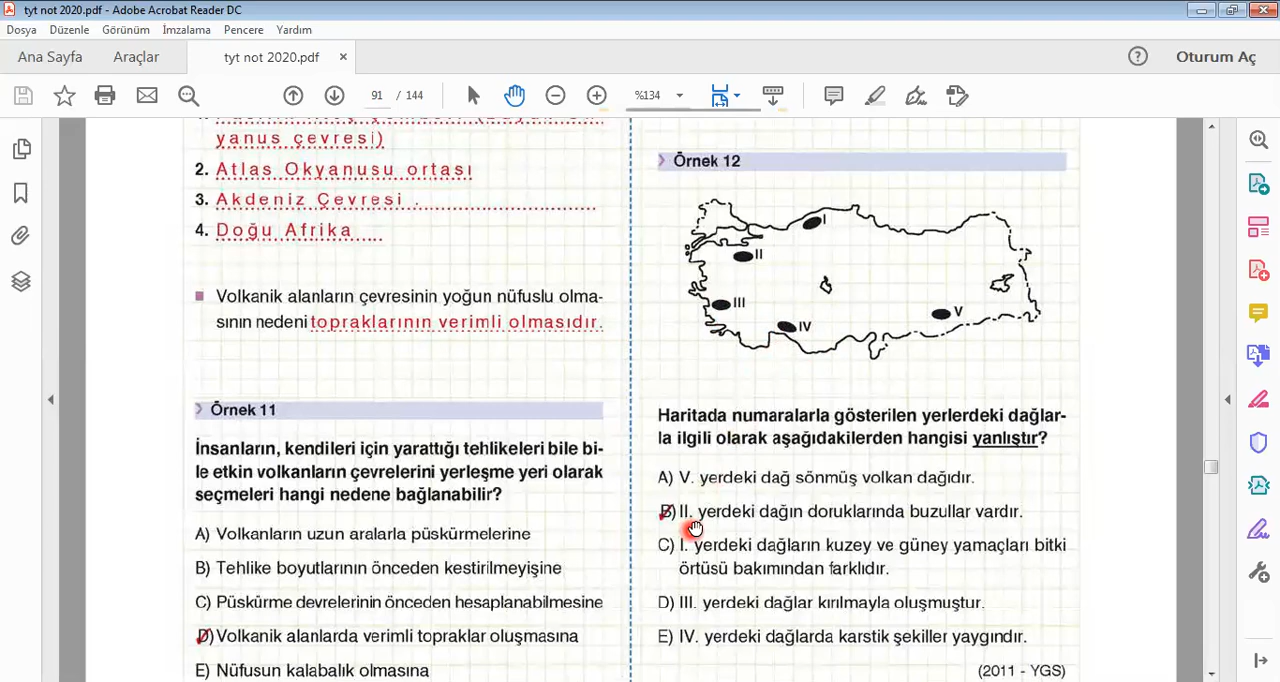 tyt not 2020.pdf - Adobe Acrobat Reader DC
Dosya Düzenle Görünüm İmzalama Pencere Yardım
Ana Sayfa Araçlar tyt not 2020.pdf × Oturum Aç
91 / 144 %134
yanus çevresi)
2. Atlas Okyanusu ortası
3. Akdeniz Çevresi
4. Doğu Afrika
Volkanik alanların çevresinin yoğun nüfuslu olma-
sının nedeni topraklarının verimli olmasıdır.
Örnek 11
İnsanların, kendileri için yarattığı tehlikeleri bile bi-
le etkin volkanların çevrelerini yerleşme yeri olarak
seçmeleri hangi nedene bağlanabilir?
A) Volkanların uzun aralarla püskürmelerine
B) Tehlike boyutlarının önceden kestirilmeyişine
C) Püskürme devrelerinin önceden hesaplanabilmesine
D) Volkanik alanlarda verimli topraklar oluşmasına
E) Nüfusun kalabalık olmasına
Örnek 12
I
II
III
IV
V
Haritada numaralarla gösterilen yerlerdeki dağlar-
la ilgili olarak aşağıdakilerden hangisi yanlıştır?
A) V. yerdeki dağ sönmüş volkan dağıdır.
B) II. yerdeki dağın doruklarında buzullar vardır.
C) I. yerdeki dağların kuzey ve güney yamaçları bitki
örtüsü bakımından farklıdır.
D) III. yerdeki dağlar kırılmayla oluşmuştur.
E) IV. yerdeki dağlarda karstik şekiller yaygındır.
(2011 - YGS)